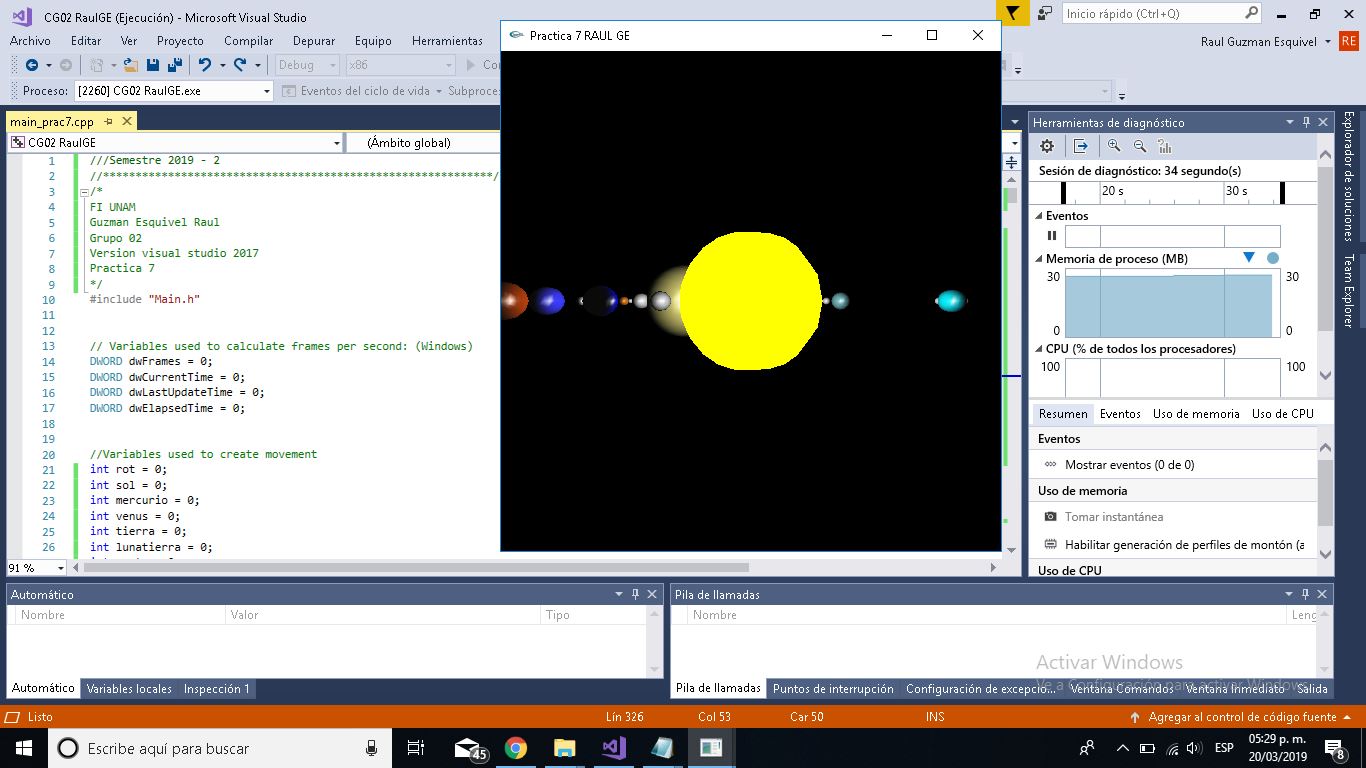 CG02 RaulGE (Ejecución) - Microsoft Visual Studio
Inicio rápido (Ctrl+Q)
Archivo Editar Ver Proyecto Compilar Depurar Equipo Herramientas
Raul Guzman Esquivel RE
Debug x86
Proceso: [2260] CG02 RaulGE.exe Eventos del ciclo de vida
main_prac7.cpp
CG02 RaulGE (Ámbito global)
1 ///Semestre 2019 - 2
2 //************************************************************/
3 /*
4 FI UNAM
5 Guzman Esquivel Raul
6 Grupo 02
7 Version visual studio 2017
8 Practica 7
9 */
10 #include "Main.h"
11
12
13 // Variables used to calculate frames per second: (Windows)
14 DWORD dwFrames = 0;
15 DWORD dwCurrentTime = 0;
16 DWORD dwLastUpdateTime = 0;
17 DWORD dwElapsedTime = 0;
18
19
20 //Variables used to create movement
21 int rot = 0;
22 int sol = 0;
23 int mercurio = 0;
24 int venus = 0;
25 int tierra = 0;
26 int lunatierra = 0;
91 %
Practica 7 RAUL GE
Herramientas de diagnóstico
Sesión de diagnóstico: 34 segundo(s)
20 s 30 s
Eventos
Memoria de proceso (MB)
30 30
0 0
CPU (% de todos los procesadores)
100 100
Resumen Eventos Uso de memoria Uso de CPU
Eventos
Mostrar eventos (0 de 0)
Uso de memoria
Tomar instantánea
Habilitar generación de perfiles de montón (a
Uso de CPU
Explorador de soluciones
Team Explorer
Automático
Nombre Valor Tipo
Automático Variables locales Inspección 1
Pila de llamadas
Nombre Leng
Pila de llamadas Puntos de interrupción Configuración de excepcio... Ventana Comandos Ventana Inmediato Salida
Activar Windows
Ve a Configuración para activar Windows.
Listo Lín 326 Col 53 Car 50 INS Agregar al control de código fuente
Escribe aquí para buscar
45
ESP
05:29 p. m.
20/03/2019
8